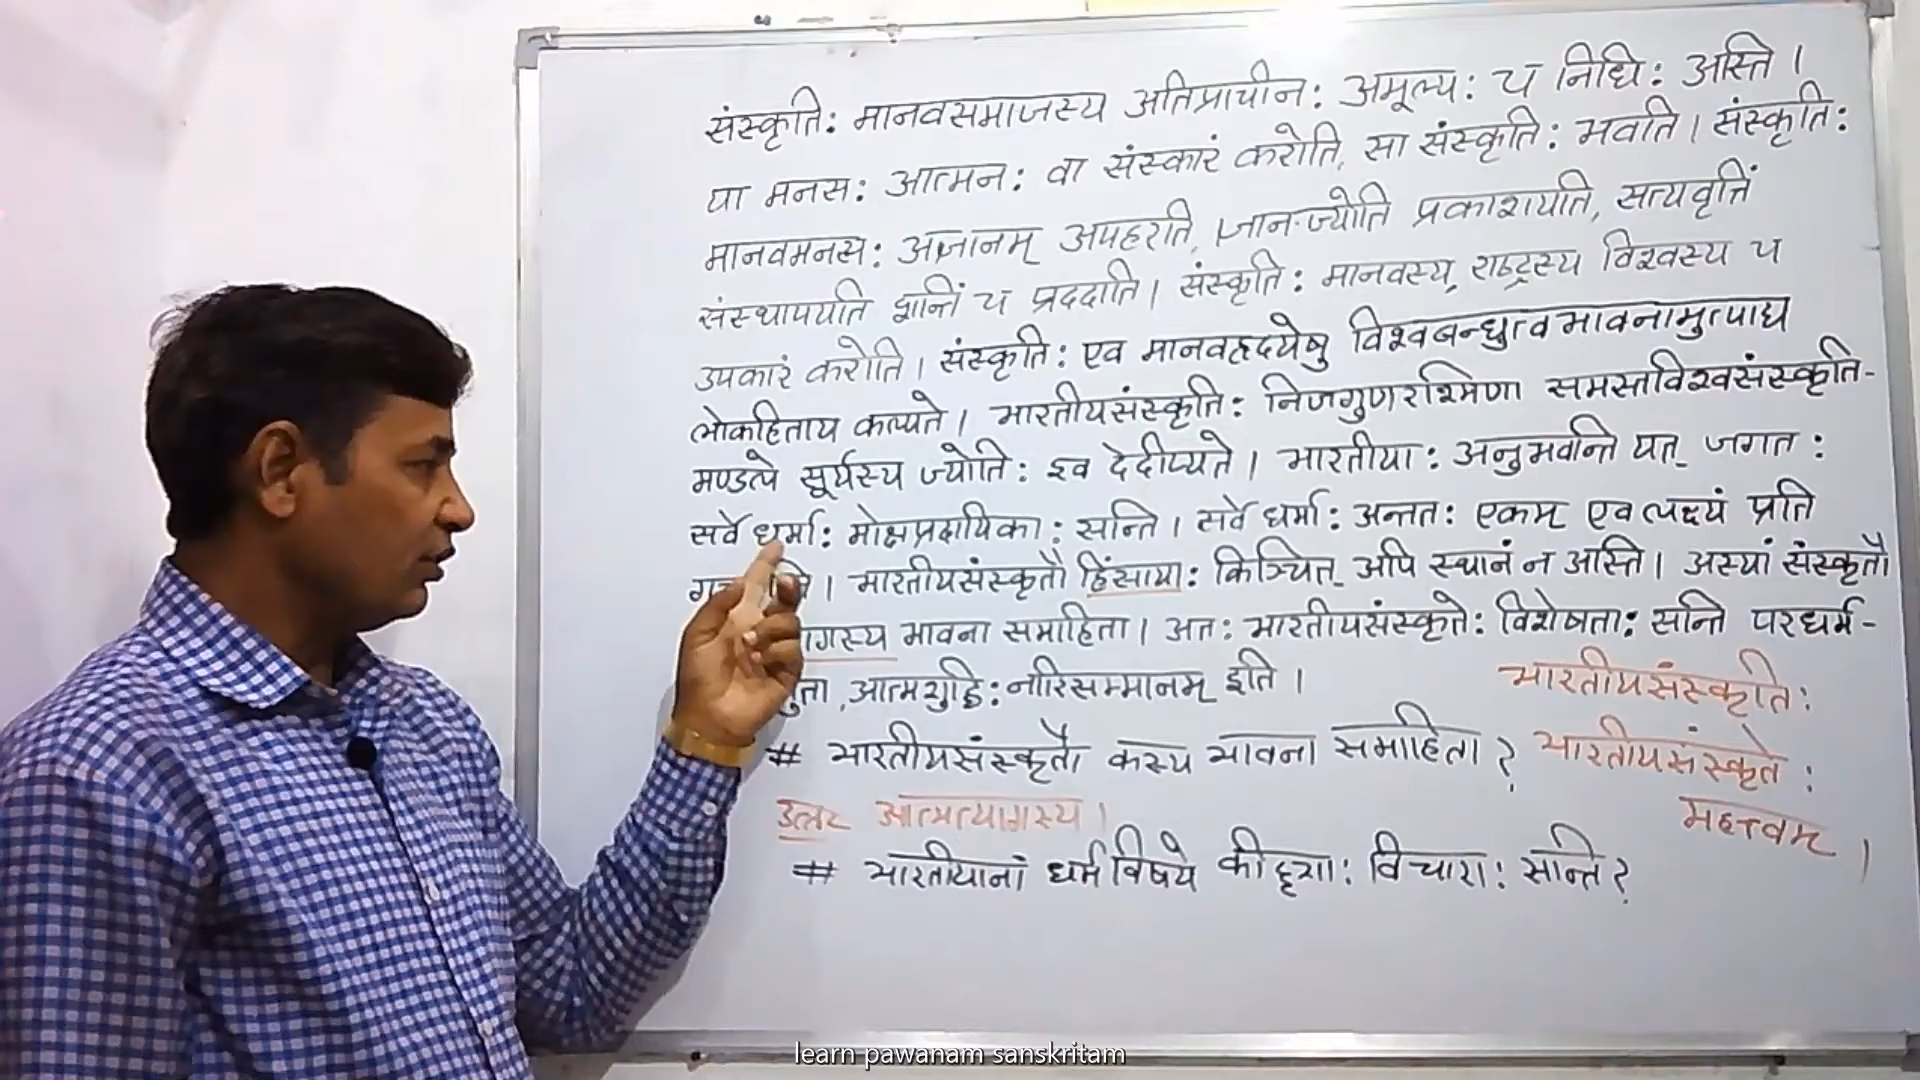 संस्कृति: मानवसमाजस्य अतिप्राचीन: अमूल्य: च निधि: अस्ति ।
या मनस: आत्मन: वा संस्कारं करोति, सा संस्कृति: भवति । संस्कृति:
मानवमनस: अज्ञानम् अपहरति, ज्ञान-ज्योति प्रकाशयति, सत्यवृत्तिं
संस्थापयति शान्तिं च प्रददाति । संस्कृति: मानवस्य, राष्ट्रस्य विश्वस्य च
उपकारं करोति । संस्कृति: एव मानवहृदयेषु विश्वबन्धुत्वभावनामुत्पाद्य
लोकहिताय कल्पते । भारतीयसंस्कृति: निजगुणरश्मिणा समस्तविश्वसंस्कृति-
मण्डले सूर्यस्य ज्योति: इव देदीप्यते । भारतीया: अनुभवन्ति यत् जगत:
सर्वे धर्मा: मोक्षप्रदायिका: सन्ति । सर्वे धर्मा: अन्तत: एकम् एव लक्ष्यं प्रति
। भारतीयसंस्कृतौ हिंसाया: किञ्चित् अपि स्थानं न अस्ति । अस्यां संस्कृतौ
गस्य भावना समाहिता । अत: भारतीयसंस्कृते: विशेषता: सन्ति परधर्म-
ता, आत्मशुद्धि: नारिसम्मानम् इति ।
भारतीयसंस्कृति:
# भारतीयसंस्कृतौ कस्य भावना समाहिता ?
भारतीयसंस्कृते:
महत्त्वम् ।
उत्तर आत्मत्यागस्य ।
# भारतीयानां धर्मविषये कीदृशा: विचारा: सन्ति ?
learn pawanam sanskritam